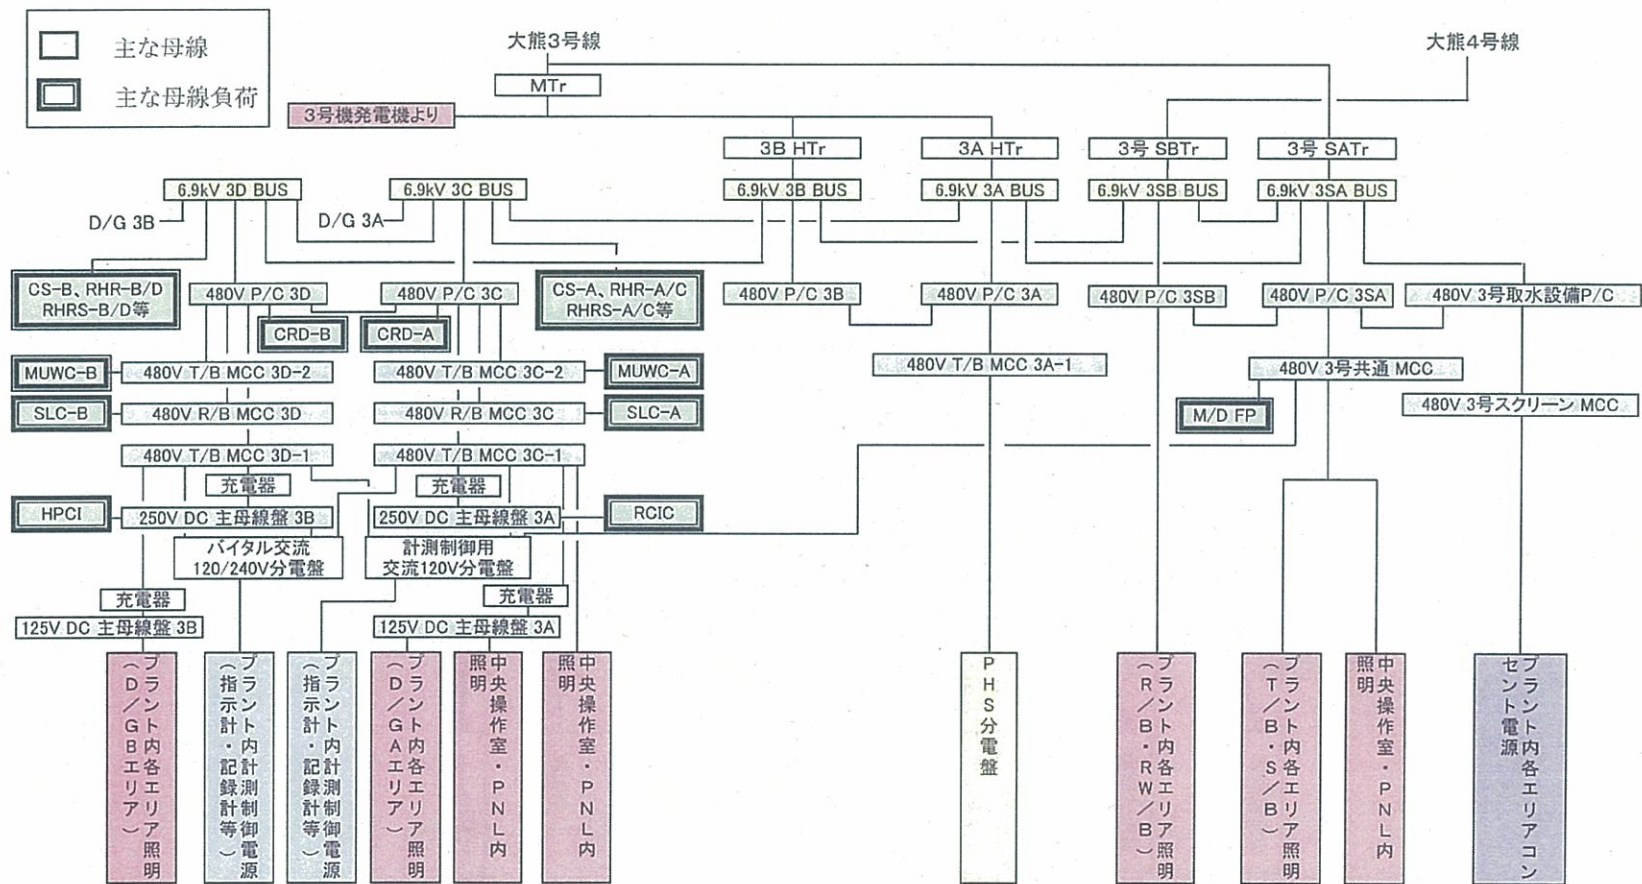 主な母線
主な母線負荷
大熊3号線
大熊4号線
MTr
3号機発電機より
3B HTr
3A HTr
3号 SBTr
3号 SATr
6.9kV 3D BUS
6.9kV 3C BUS
6.9kV 3B BUS
6.9kV 3A BUS
6.9kV 3SB BUS
6.9kV 3SA BUS
D/G 3B
D/G 3A
CS-B、RHR-B/D
RHRS-B/D等
480V P/C 3D
480V P/C 3C
CS-A、RHR-A/C
RHRS-A/C等
480V P/C 3B
480V P/C 3A
480V P/C 3SB
480V P/C 3SA
480V 3号取水設備P/C
CRD-B
CRD-A
MUWC-B
480V T/B MCC 3D-2
480V T/B MCC 3C-2
MUWC-A
480V T/B MCC 3A-1
480V 3号共通 MCC
SLC-B
480V R/B MCC 3D
480V R/B MCC 3C
SLC-A
M/D FP
480V 3号スクリーン MCC
480V T/B MCC 3D-1
480V T/B MCC 3C-1
充電器
充電器
HPCI
250V DC 主母線盤 3B
250V DC 主母線盤 3A
RCIC
バイタル交流
120/240V分電盤
計測制御用
交流120V分電盤
充電器
充電器
125V DC 主母線盤 3B
125V DC 主母線盤 3A
プラント内各エリア照明
(D/GBエリア)
プラント内計測制御電源
(指示計・記録計等)
プラント内計測制御電源
(指示計・記録計等)
プラント内各エリア照明
(D/GAエリア)
中央操作室・PNL内
照明
中央操作室・PNL内
照明
PHS分電盤
プラント内各エリア照明
(R/B・RW/B)
プラント内各エリア照明
(T/B・S/B)
中央操作室・PNL内
照明
プラント内各エリアコン
セント電源